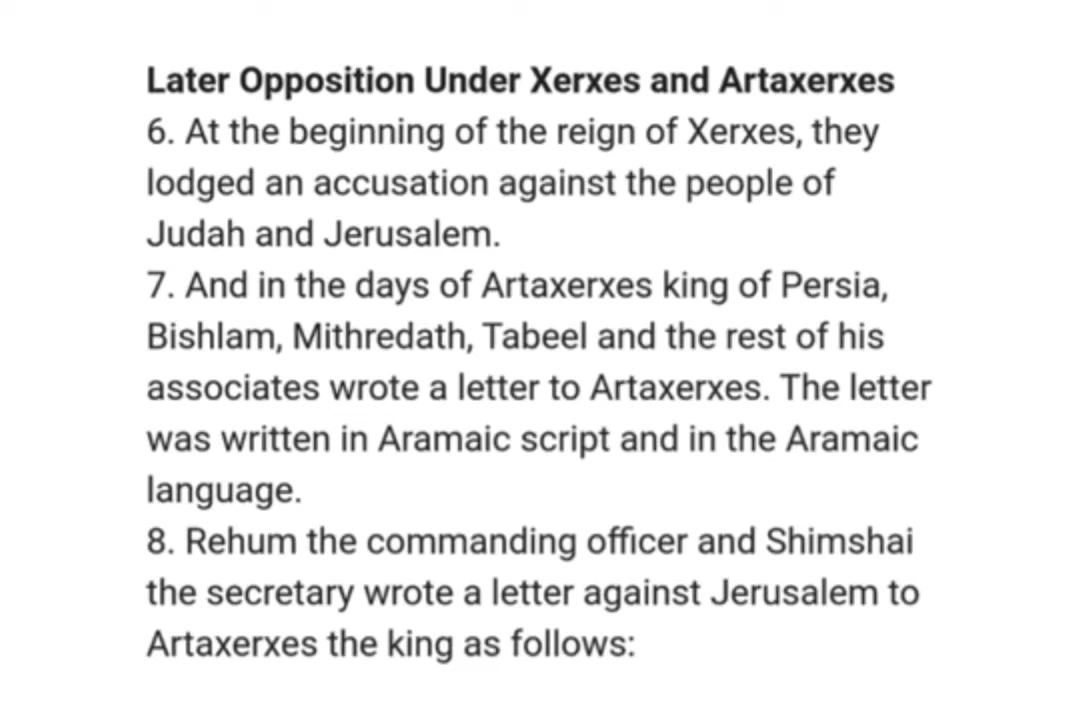 Later Opposition Under Xerxes and Artaxerxes
6. At the beginning of the reign of Xerxes, they
lodged an accusation against the people of
Judah and Jerusalem.
7. And in the days of Artaxerxes king of Persia,
Bishlam, Mithredath, Tabeel and the rest of his
associates wrote a letter to Artaxerxes. The letter
was written in Aramaic script and in the Aramaic
language.
8. Rehum the commanding officer and Shimshai
the secretary wrote a letter against Jerusalem to
Artaxerxes the king as follows: